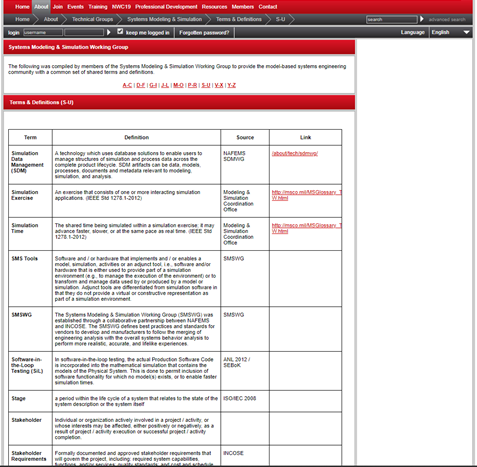 Home About Join Events Training NWC19 Professional Development Resources Members Contact
Home About Technical Groups Systems Modeling & Simulation Terms & Definitions S-U search advanced search
login username keep me logged in Forgotten password? Language English
Systems Modeling & Simulation Working Group
The following was compiled by members of the Systems Modeling & Simulation Working Group to provide the model-based systems engineering
community with a common set of shared terms and definitions.
A-C | D-F | G-I | J-L | M-O | P-R | S-U | V-X | Y-Z
Terms & Definitions (S-U)
Term Definition Source Link
Simulation Data Management (SDM)
A technology which uses database solutions to enable users to
manage structures of simulation and process data across the
complete product lifecycle. SDM artifacts can be data, models,
processes, documents and metadata relevant to modeling,
simulation, and analysis.
NAFEMS
SDMWG
/about/tech/sdmwg/
Simulation
Exercise
An exercise that consists of one or more interacting simulation
applications. (IEEE Std 1278.1-2012)
Modeling &
Simulation
Coordination
Office
http://msco.mil/MSGlossary_T
W.html
Simulation
Time
The shared time being simulated within a simulation exercise; it may
advance faster, slower, or at the same pace as real time. (IEEE Std
1278.1-2012)
Modeling &
Simulation
Coordination
Office
http://msco.mil/MSGlossary_T
W.html
SMS Tools
Software and / or hardware that implements and / or enables a
model, simulation, activities or an adjunct tool, i.e., software and/or
hardware that is either used to provide part of a simulation
environment (e.g., to manage the execution of the environment) or to
transform and manage data used by or produced by a model or
simulation. Adjunct tools are differentiated from simulation software in
that they do not provide a virtual or constructive representation as
part of a simulation environment.
SMSWG
SMSWG
The Systems Modeling & Simulation Working Group (SMSWG) was
established through a collaborative partnership between NAFEMS
and INCOSE. The SMSWG defines best practices and standards for
vendors to develop and manufacturers to follow the merging of
engineering analysis with the overall systems behavior analysis to
perform more realistic, accurate, and lifelike experiences.
SMSWG
Software-in-
the-Loop
Testing (SiL)
In software-in-the-loop testing, the actual Production Software Code
is incorporated into the mathematical simulation that contains the
models of the Physical System. This is done to permit inclusion of
software functionality for which no model(s) exists, or to enable faster
simulation times.
ANL 2012 /
SEBoK
Stage
a period within the life cycle of a system that relates to the state of the
system description or the system itself
ISO/IEC 2008
Stakeholder
Individual or organization actively involved in a project / activity, or
whose interests may be affected, either positively or negatively, as a
result of project / activity execution or successful project / activity
completion.
Stakeholder
Requirements
Formally documented and approved stakeholder requirements that
will govern the project, including: required system capabilities,
functions, and/or services; quality standards; and cost and schedule
INCOSE